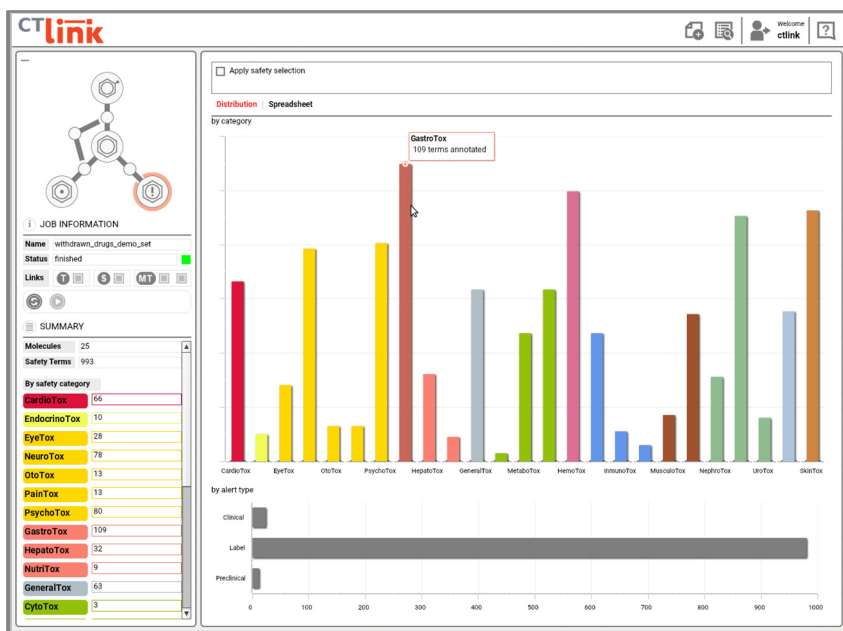 CTlink
Welcome
ctlink
Apply safety selection
Distribution | Spreadsheet
by category
GastroTox
109 terms annotated
CardioTox EyeTox OtoTox PsychoTox HepatoTox GeneralTox MetaboTox HemoTox InmunoTox MusculoTox NephroTox UroTox SkinTox
by alert type
Clinical
Label
Preclinical
0 100 200 300 400 500 600 700 800 900 1000
i JOB INFORMATION
Name withdrawn_drugs_demo_set
Status finished
Links T S MT
SUMMARY
Molecules 25
Safety Terms 993
By safety category
CardioTox 66
EndocrinoTox 10
EyeTox 28
NeuroTox 78
OtoTox 13
PainTox 13
PsychoTox 80
GastroTox 109
HepatoTox 32
NutriTox 9
GeneralTox 63
CytoTox 3